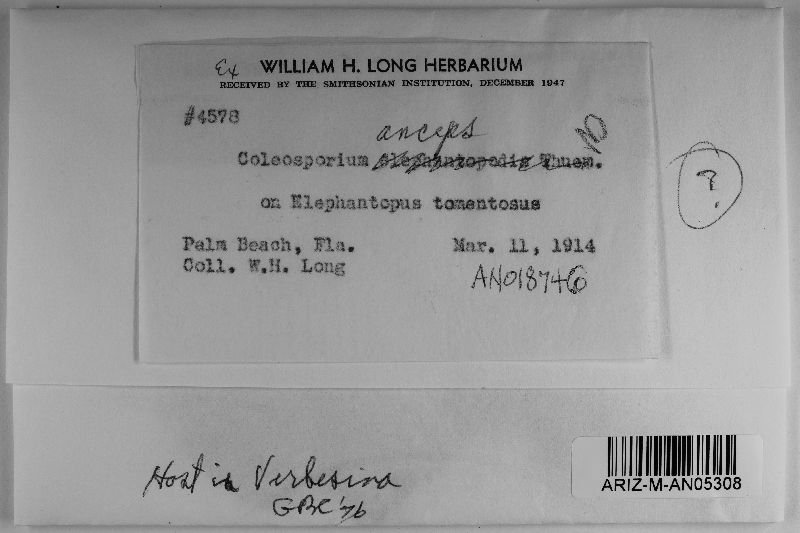 Ex WILLIAM H. LONG HERBARIUM
RECEIVED BY THE SMITHSONIAN INSTITUTION, DECEMBER 1947
#4578
anceps
NO
Coleosporium elephantopodis Thuem.
?
on Elephantopus tomentosus
Palm Beach, Fla. Mar. 11, 1914
Coll. W.H. Long
AN018746
Host is Verbesina
GBC '76
ARIZ-M-AN05308